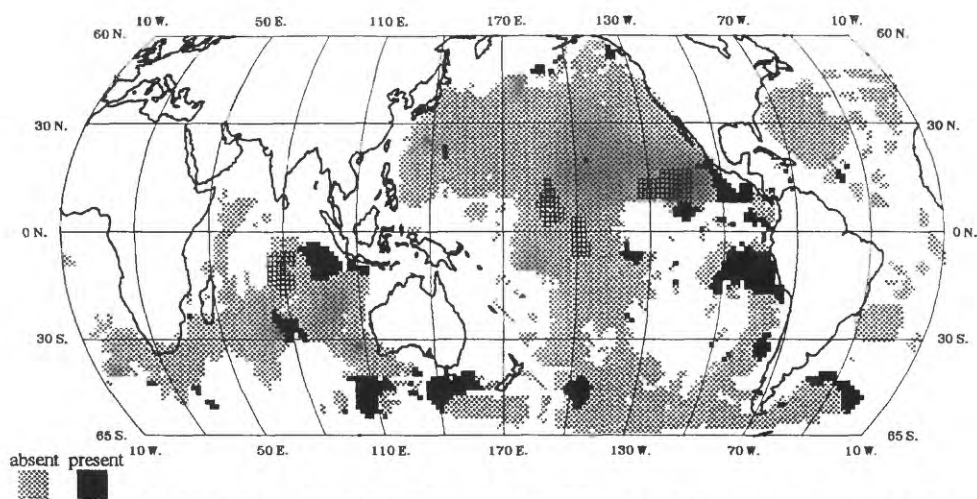 10 W. 50 E. 110 E. 170 E. 130 W. 70 W. 10 W.
60 N. 60 N.
30 N. 30 N.
0 N. 0 N.
30 S. 30 S.
65 S. 65 S.
10 W. 50 E. 110 E. 170 E. 130 W. 70 W. 10 W.
absent present